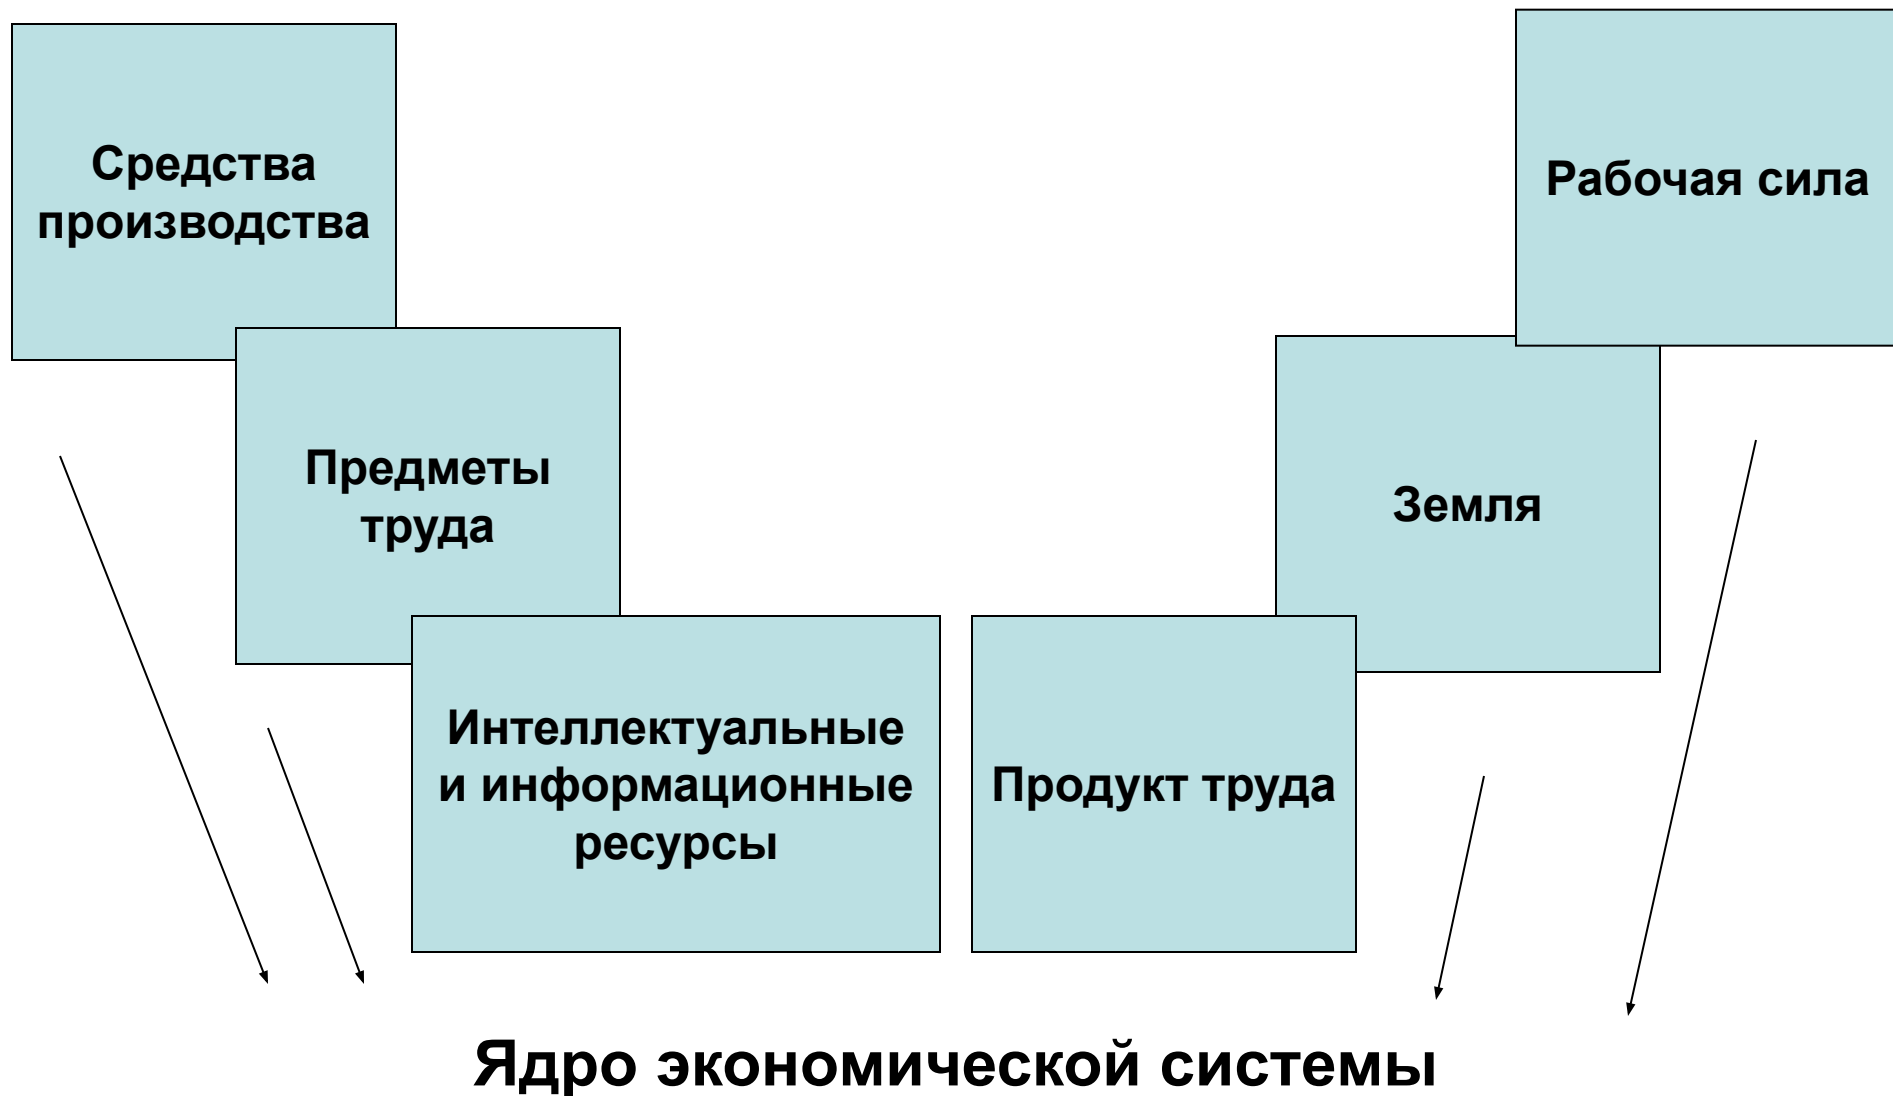 Средства
производства
Рабочая сила
Предметы
труда
Земля
Интеллектуальные
и информационные
ресурсы
Продукт труда
Ядро экономической системы